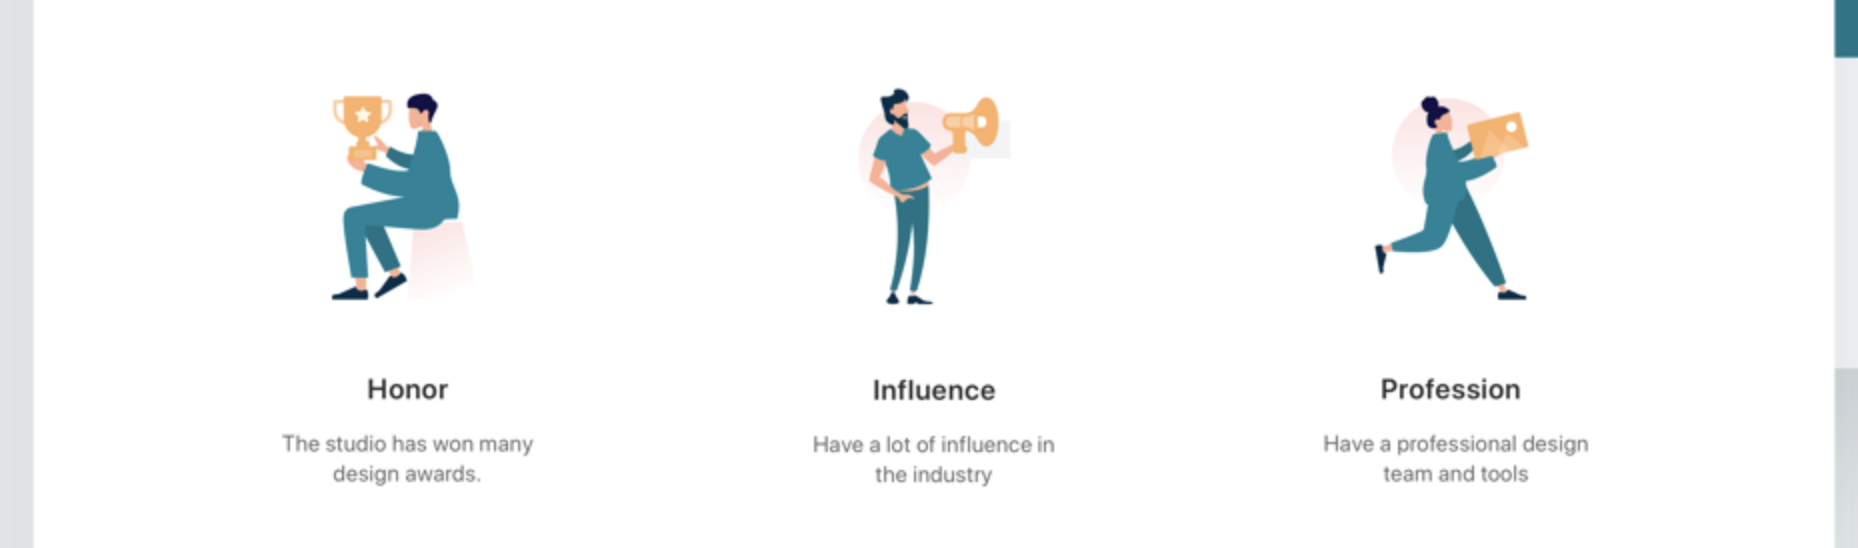 Honor
The studio has won many
design awards.
Influence
Have a lot of influence in
the industry
Profession
Have a professional design
team and tools